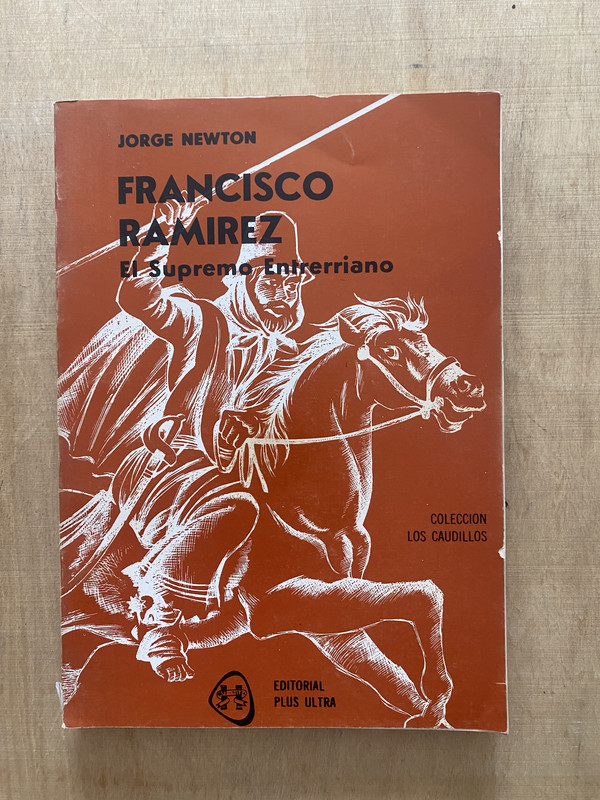 JORGE NEWTON
FRANCISCO
RAMIREZ
El Supremo Entrerriano
COLECCION
LOS CAUDILLOS
EDITORIAL
PLUS ULTRA